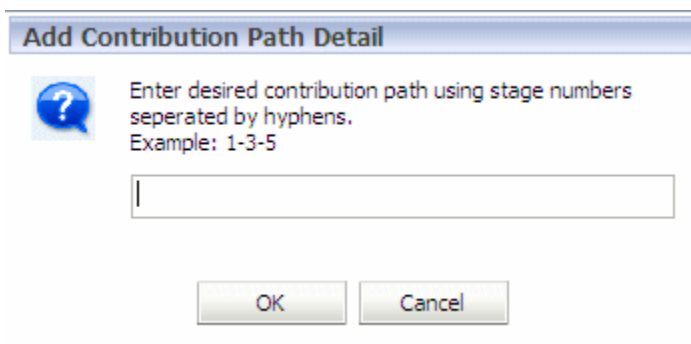 Add Contribution Path Detail
Enter desired contribution path using stage numbers
seperated by hyphens.
Example: 1-3-5
OK
Cancel